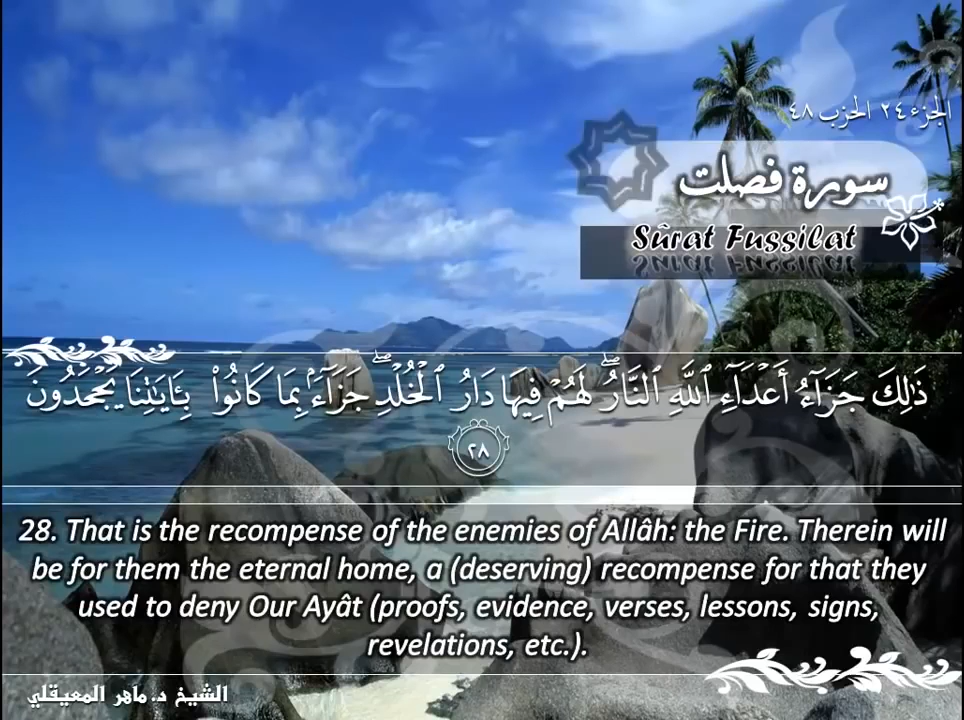 الجزء ٢٤ الحزب ٤٨
سورة فصلت
Sûrat Fussilat
ذَٰلِكَ جَزَآءُ أَعْدَآءِ ٱللَّهِ ٱلنَّارُ ۖ لَهُمْ فِيهَا دَارُ ٱلْخُلْدِ ۖ جَزَآءًۢ بِمَا كَانُوا۟ بِـَٔايَـٰتِنَا يَجْحَدُونَ
٢٨
28. That is the recompense of the enemies of Allâh: the Fire. Therein will
be for them the eternal home, a (deserving) recompense for that they
used to deny Our Ayât (proofs, evidence, verses, lessons, signs,
revelations, etc.).
الشيخ د. ماهر المعيقلي